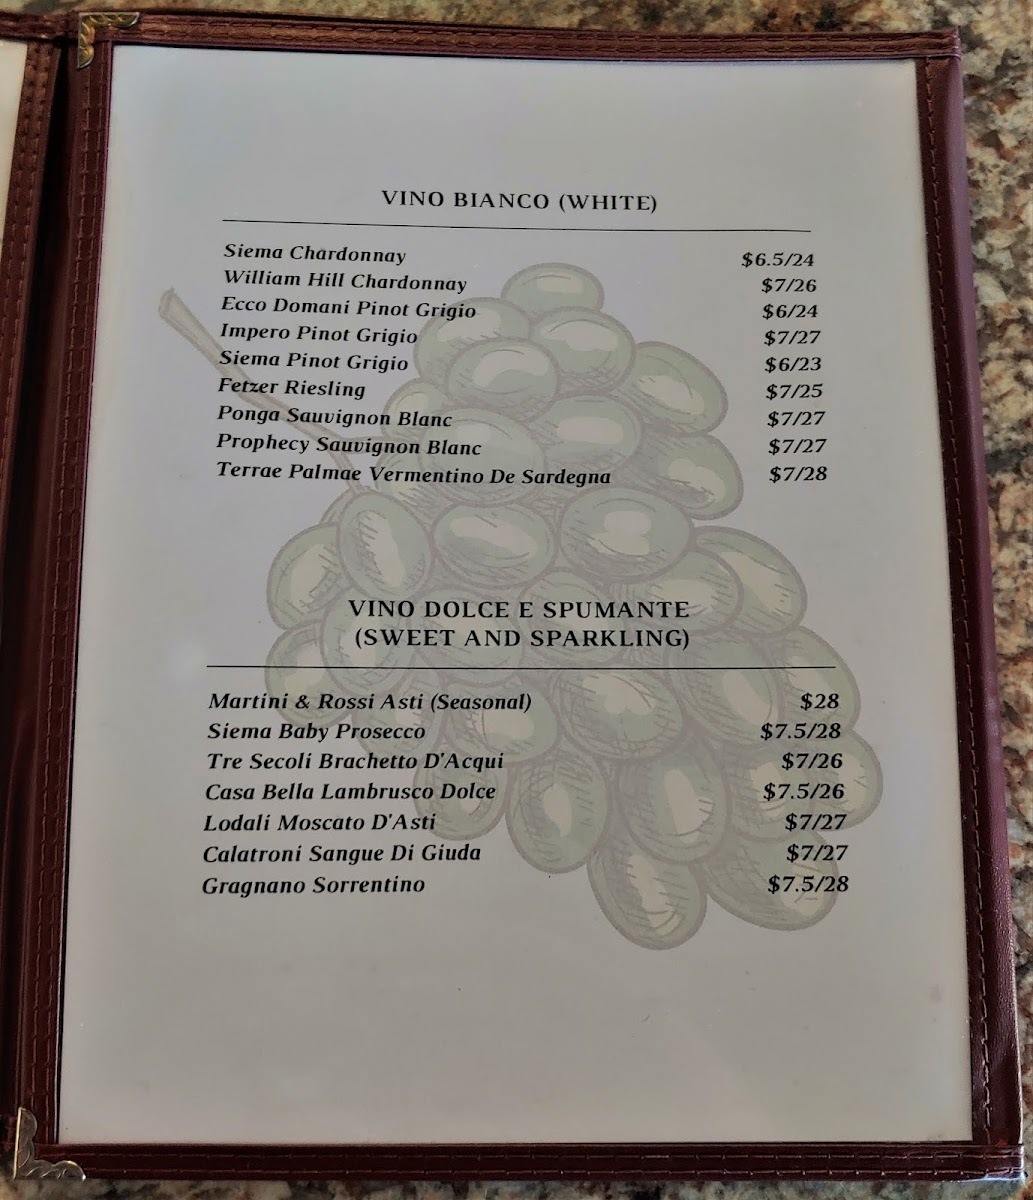 VINO BIANCO (WHITE)
Siema Chardonnay $6.5/24
William Hill Chardonnay $7/26
Ecco Domani Pinot Grigio $6/24
Impero Pinot Grigio $7/27
Siema Pinot Grigio $6/23
Fetzer Riesling $7/25
Ponga Sauvignon Blanc $7/27
Prophecy Sauvignon Blanc $7/27
Terrae Palmae Vermentino De Sardegna $7/28
VINO DOLCE E SPUMANTE
(SWEET AND SPARKLING)
Martini & Rossi Asti (Seasonal) $28
Siema Baby Prosecco $7.5/28
Tre Secoli Brachetto D'Acqui $7/26
Casa Bella Lambrusco Dolce $7.5/26
Lodali Moscato D'Asti $7/27
Calatroni Sangue Di Giuda $7/27
Gragnano Sorrentino $7.5/28